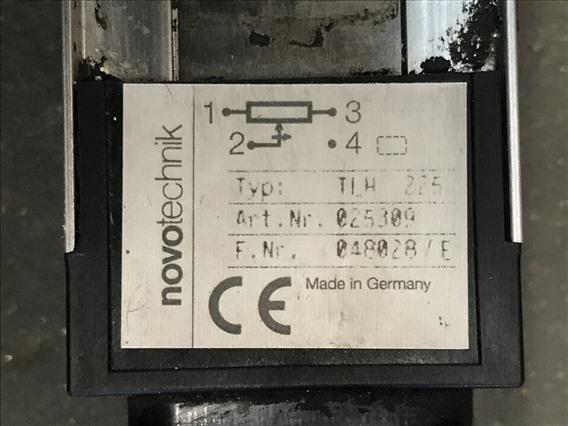 1 3
2 4
Typ: TLH 225
Art.Nr. 025309
F.Nr. 048028/E
novotechnik
CE Made in Germany